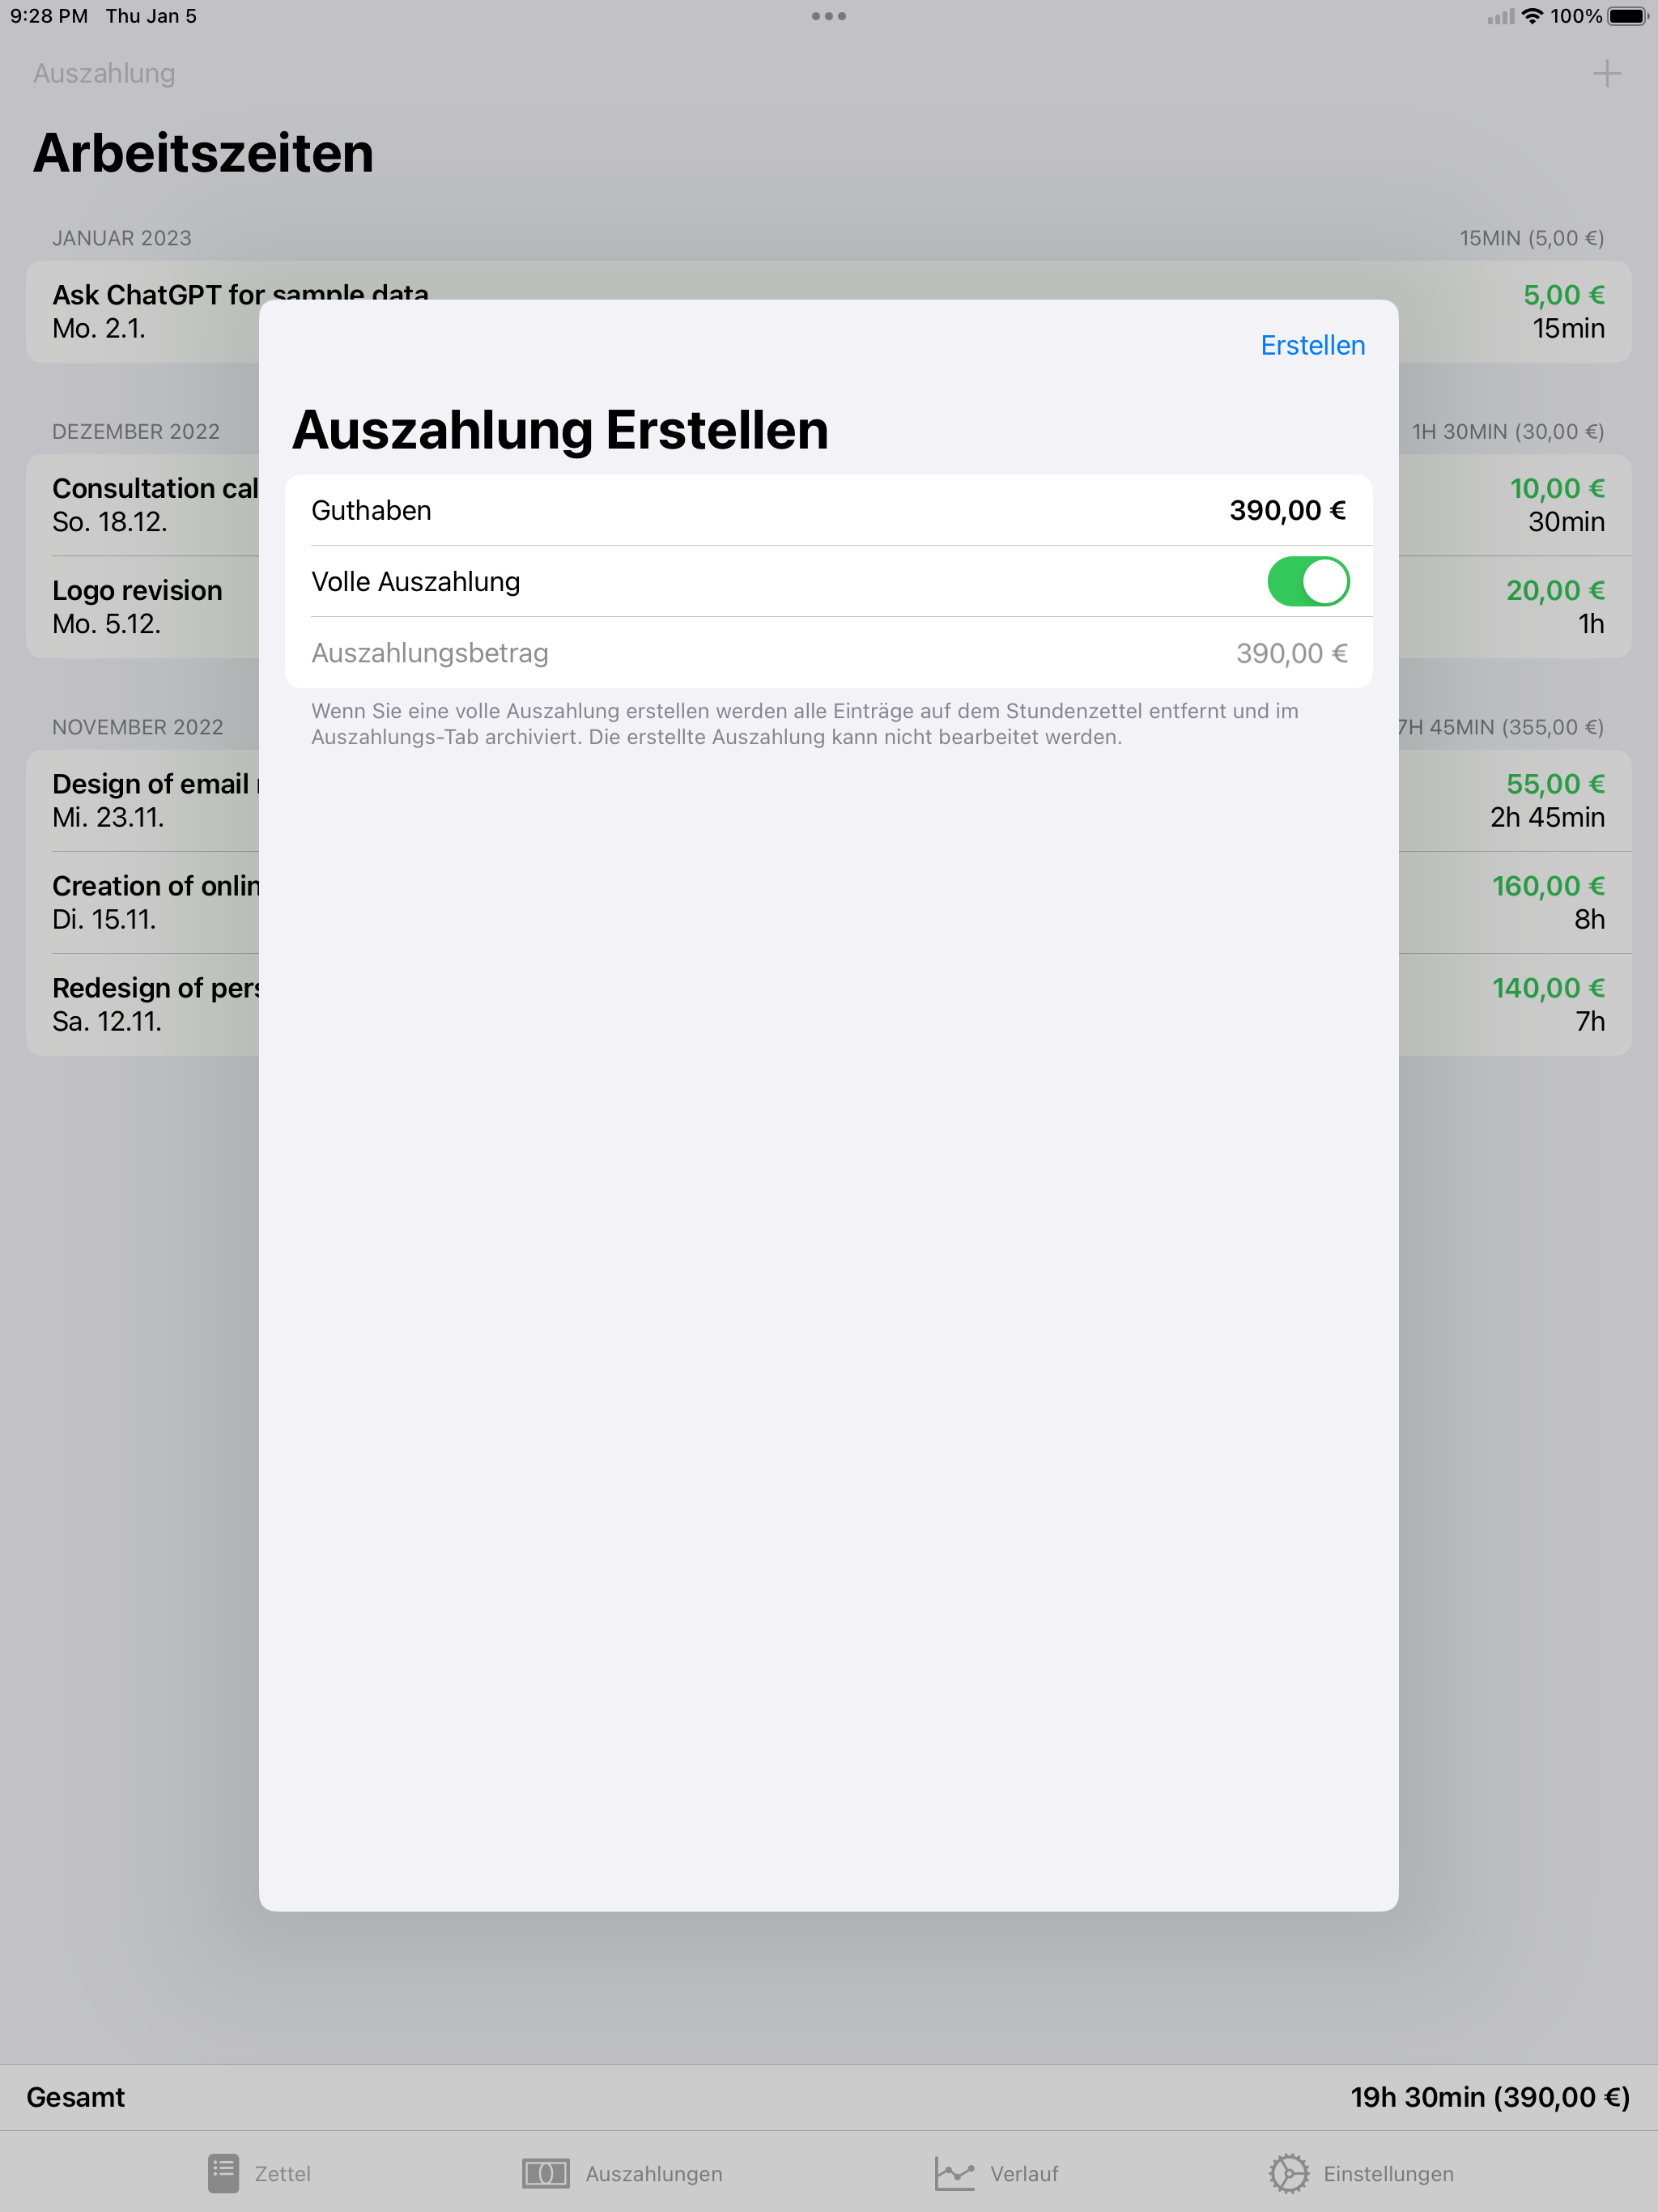 9:28 PM Thu Jan 5 100%
Auszahlung
Arbeitszeiten
JANUAR 2023 15MIN (5,00 €)
Ask ChatGPT for sample data 5,00 €
Mo. 2.1. 15min
Erstellen
Auszahlung Erstellen
DEZEMBER 2022 1H 30MIN (30,00 €)
Consultation 10,00 €
So. 18.12. 30min
Logo revision 20,00 €
Mo. 5.12. 1h
Guthaben 390,00 €
Volle Auszahlung
Auszahlungsbetrag 390,00 €
Wenn Sie eine volle Auszahlung erstellen werden alle Einträge auf dem Stundenzettel entfernt und im
Auszahlungs-Tab archiviert. Die erstellte Auszahlung kann nicht bearbeitet werden.
NOVEMBER 2022 7H 45MIN (355,00 €)
Design of email 55,00 €
Mi. 23.11. 2h 45min
Creation of 160,00 €
Di. 15.11. 8h
Redesign of 140,00 €
Sa. 12.11. 7h
Gesamt 19h 30min (390,00 €)
Zettel Auszahlungen Verlauf Einstellungen